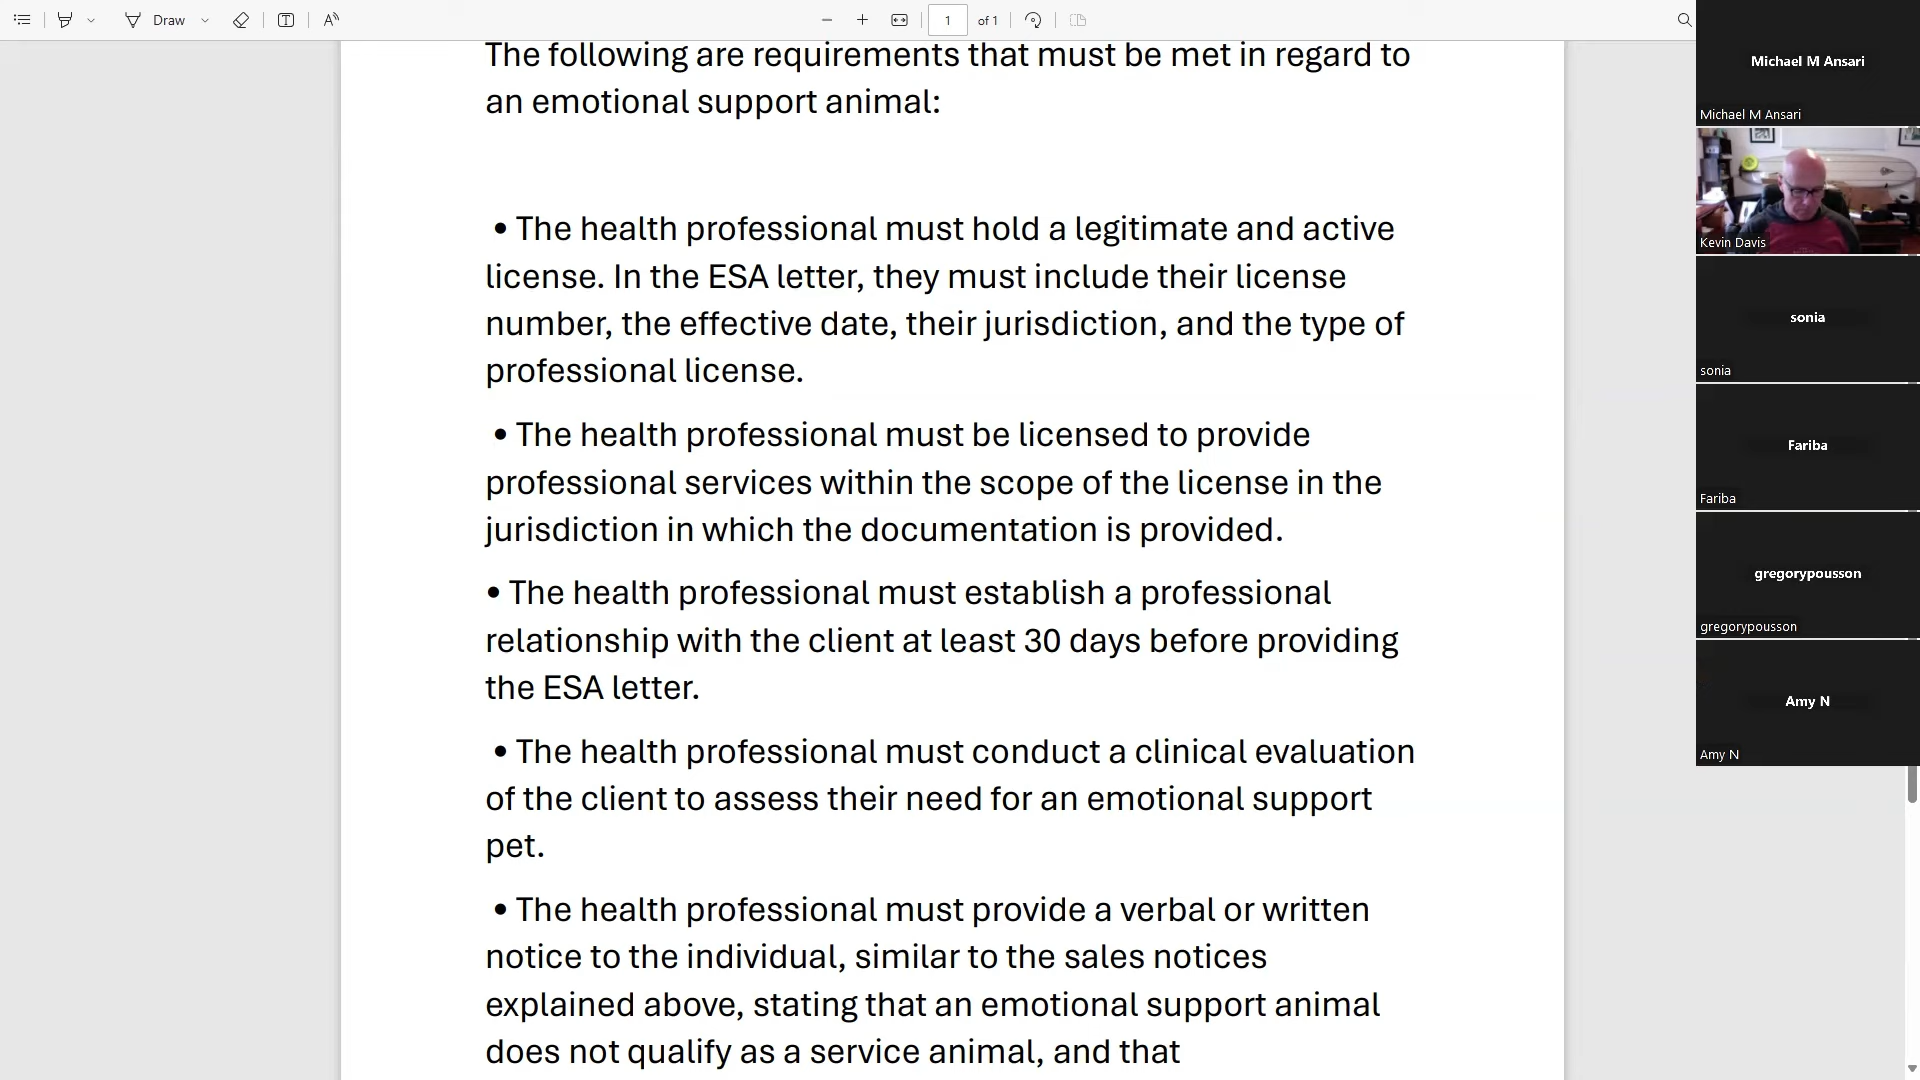 Draw
1
of 1
The following are requirements that must be met in regard to
an emotional support animal:
• The health professional must hold a legitimate and active
license. In the ESA letter, they must include their license
number, the effective date, their jurisdiction, and the type of
professional license.
• The health professional must be licensed to provide
professional services within the scope of the license in the
jurisdiction in which the documentation is provided.
• The health professional must establish a professional
relationship with the client at least 30 days before providing
the ESA letter.
• The health professional must conduct a clinical evaluation
of the client to assess their need for an emotional support
pet.
• The health professional must provide a verbal or written
notice to the individual, similar to the sales notices
explained above, stating that an emotional support animal
does not qualify as a service animal, and that
Michael M Ansari
Michael M Ansari
Kevin Davis
sonia
sonia
Fariba
Fariba
gregorypousson
gregorypousson
Amy N
Amy N